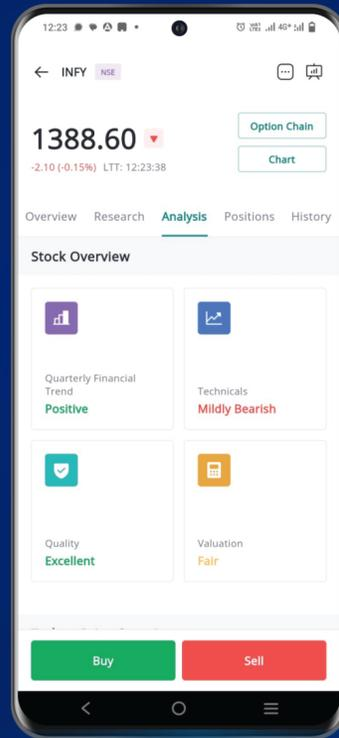 12:23
4G+
INFY NSE
1388.60
-2.10 (-0.15%) LTT: 12:23:38
Option Chain
Chart
Overview Research Analysis Positions History
Stock Overview
Quarterly Financial
Trend
Positive
Technicals
Mildly Bearish
Quality
Excellent
Valuation
Fair
Buy
Sell